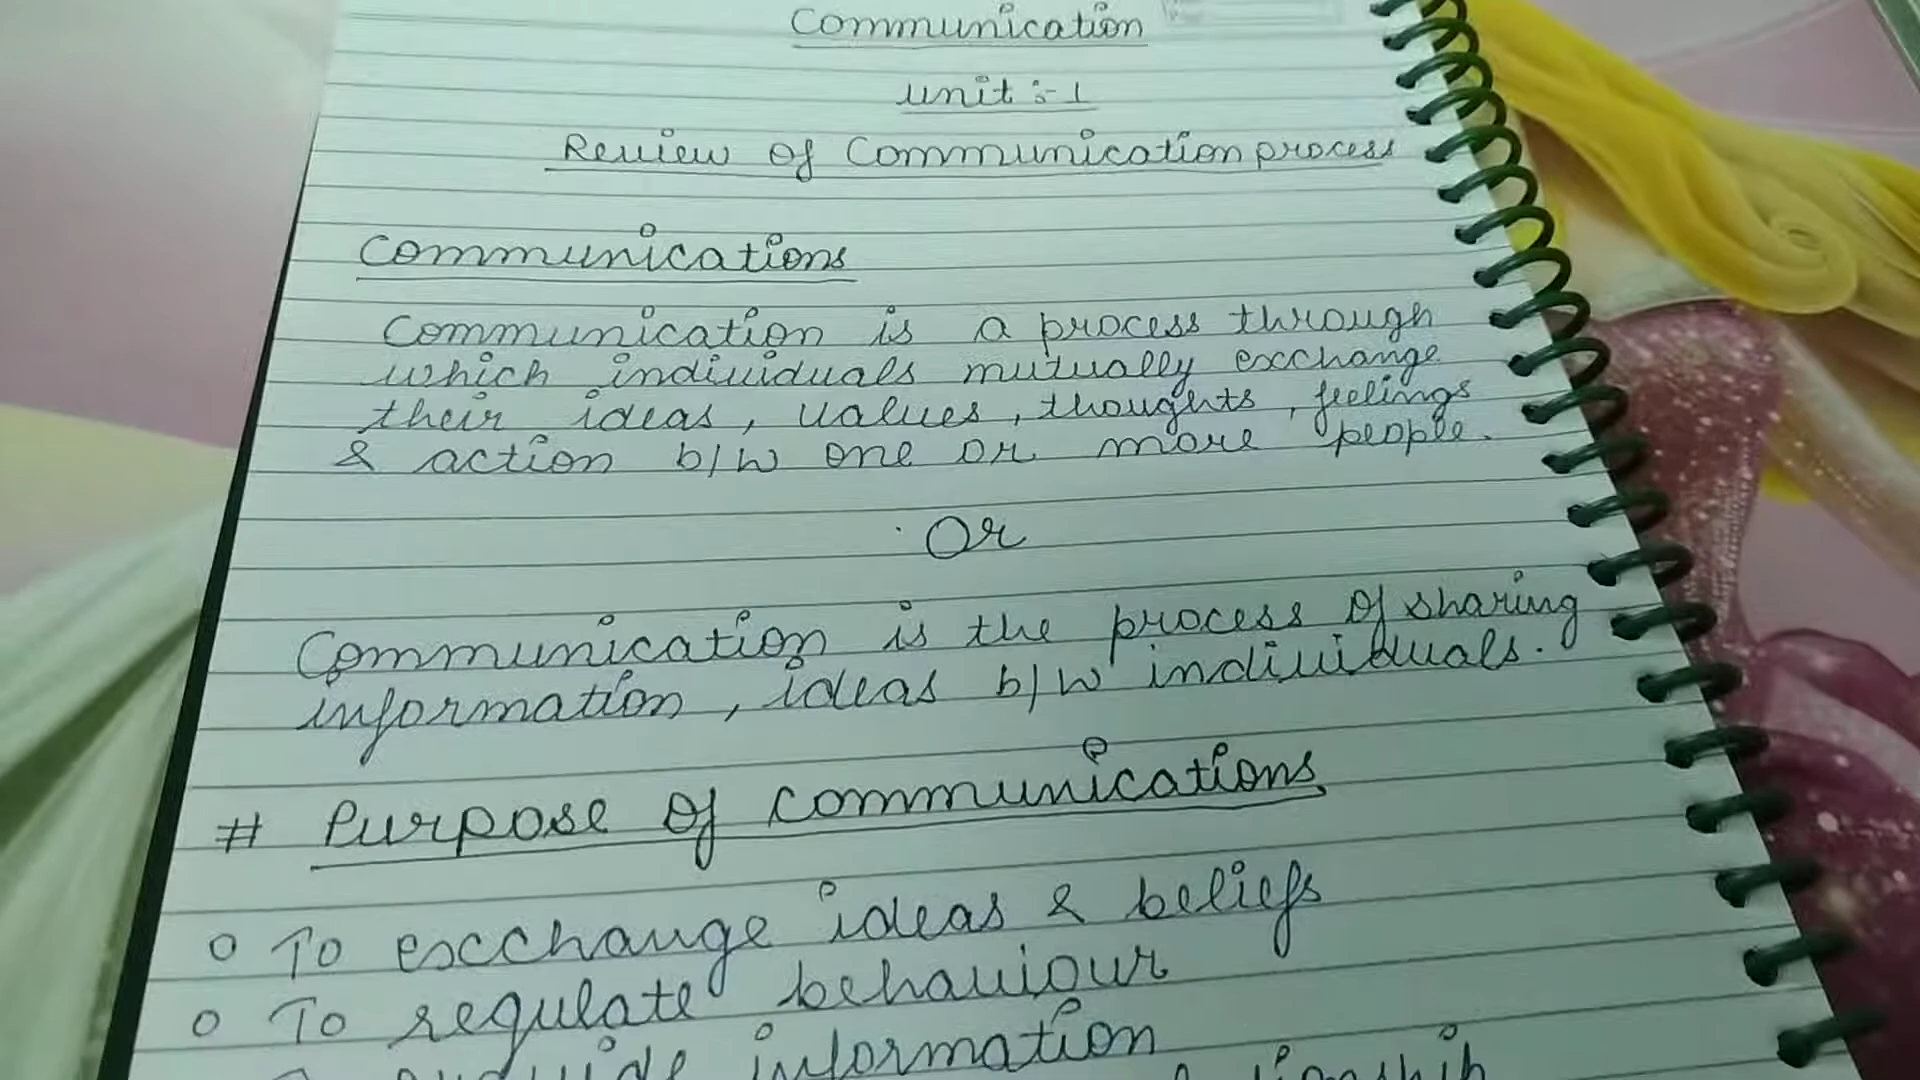 Communication
Unit :- 1
Review Of Communication process
Communications
Communication is a process through
which individuals mutually exchange
their ideas, values, thoughts, feelings
& action b/w one or more people.
Or
Communication is the process of sharing
information, ideas b/w individuals.
# Purpose of communications
o To exchange ideas & beliefs
o To regulate behaviour
information